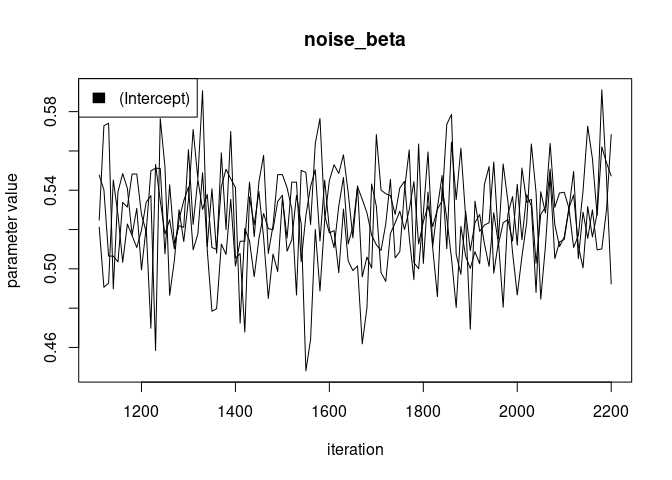 noise_beta
(Intercept)
parameter value
0.58
0.54
0.50
0.46
1200 1400 1600 1800 2000 2200
iteration